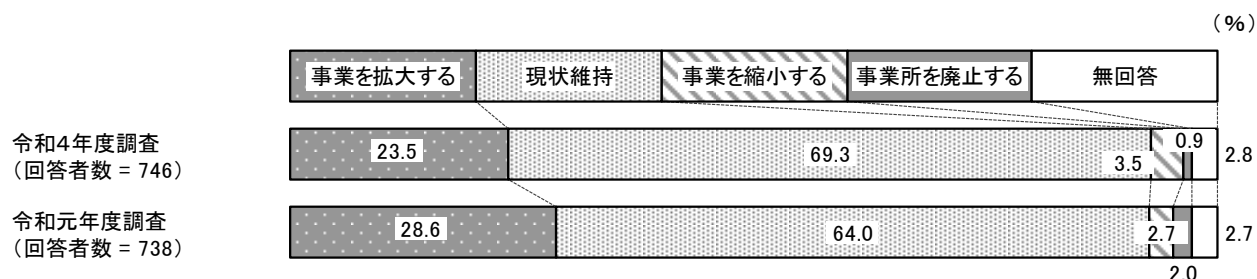 （％）
事業を拡大する 現状維持 事業を縮小する 事業所を廃止する 無回答
令和４年度調査
（回答者数 = 746）
23.5 69.3 3.5 0.9 2.8
令和元年度調査
（回答者数 = 738）
28.6 64.0 2.7 2.0 2.7